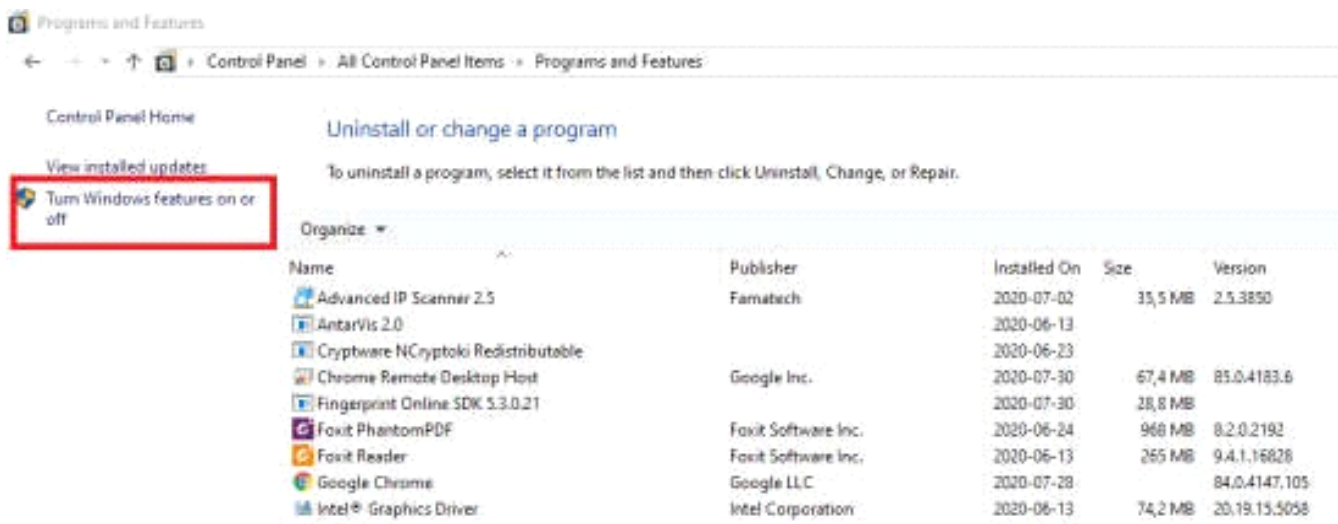 Programs and Features
Control Panel › All Control Panel Items › Programs and Features
Control Panel Home
View installed updates
Turn Windows features on or
off
Uninstall or change a program
To uninstall a program, select it from the list and then click Uninstall, Change, or Repair.
Organize
Name Publisher Installed On Size Version
Advanced IP Scanner 2.5 Famatech 2020-07-02 35,5 MB 2.5.3850
AntarVis 2.0 2020-06-13
Cryptware NCryptoki Redistributable 2020-06-23
Chrome Remote Desktop Host Google Inc. 2020-07-30 67,4 MB 85.0.4183.6
Fingerprint Online SDK 5.3.0.21 2020-07-30 28,8 MB
Foxit PhantomPDF Foxit Software Inc. 2020-06-24 968 MB 8.2.0.2192
Foxit Reader Foxit Software Inc. 2020-06-13 265 MB 9.4.1.16828
Google Chrome Google LLC 2020-07-28 84.0.4147.105
Intel® Graphics Driver Intel Corporation 2020-06-13 74,2 MB 20.19.15.5058